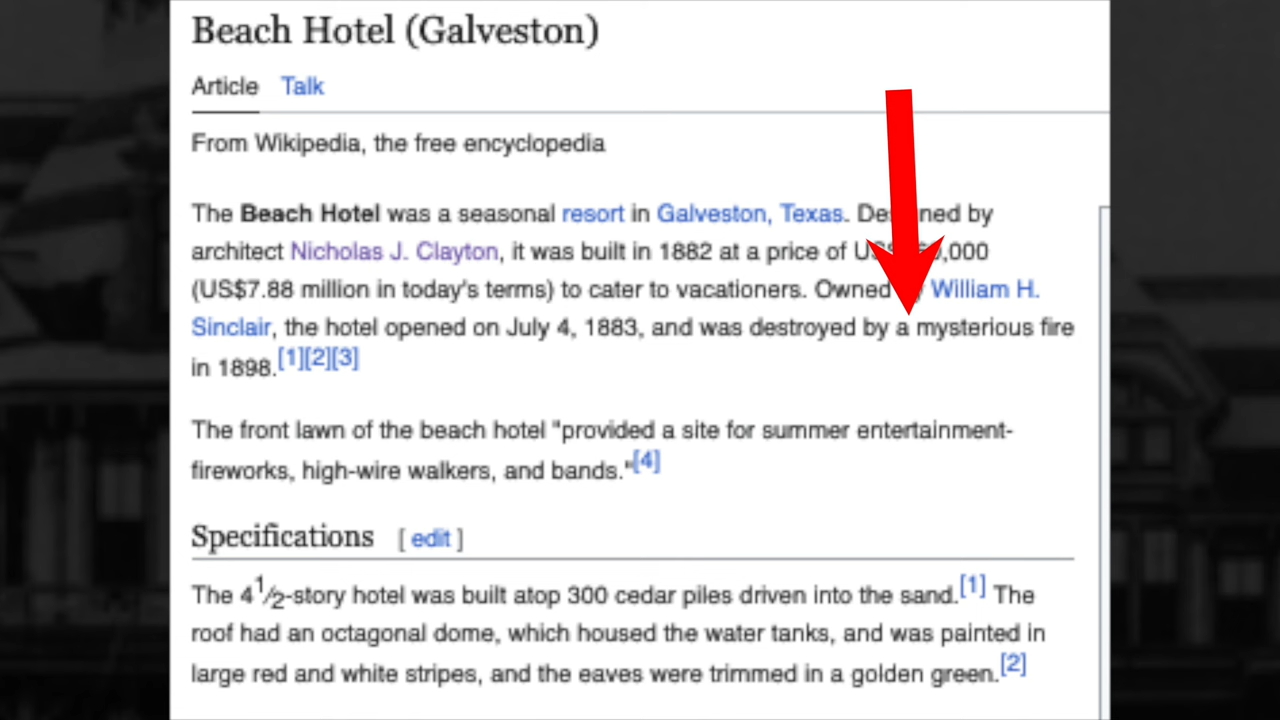 Beach Hotel (Galveston)
Article Talk
From Wikipedia, the free encyclopedia
The Beach Hotel was a seasonal resort in Galveston, Texas. by
architect Nicholas J. Clayton, it was built in 1882 at a price of
(US$7.88 million in today's terms) to cater to vacationers. Owned William H.
Sinclair, the hotel opened on July 4, 1883, and was destroyed by a mysterious fire
in 1898.[1][2][3]
The front lawn of the beach hotel "provided a site for summer entertainment-
fireworks, high-wire walkers, and bands."[4]
Specifications [ edit ]
The 4 1/2-story hotel was built atop 300 cedar piles driven into the sand.[1] The
roof had an octagonal dome, which housed the water tanks, and was painted in
large red and white stripes, and the eaves were trimmed in a golden green.[2]